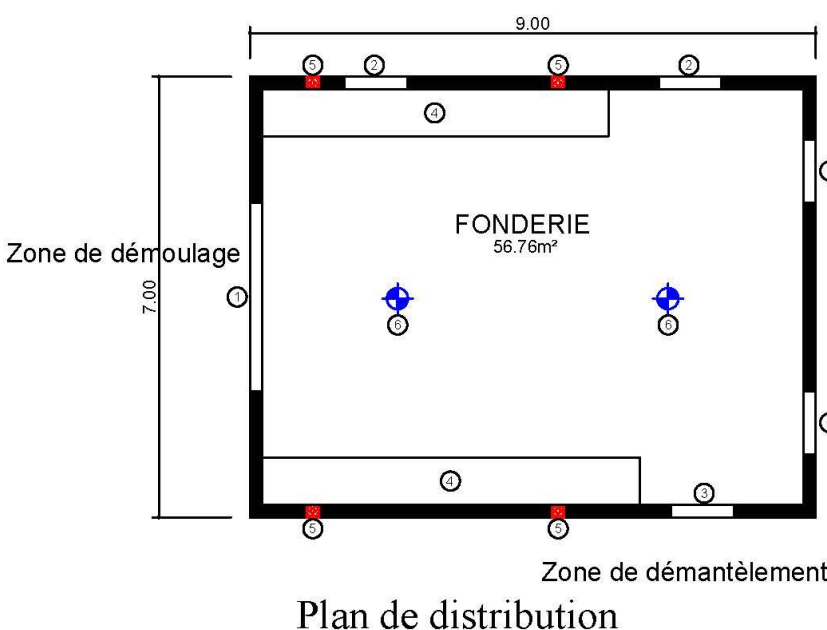 9.00
5
2
5
2
4
FONDERIE
56.76m²
Zone de démoulage
7.00
1
6
6
4
3
5
5
Zone de démantèlement
Plan de distribution